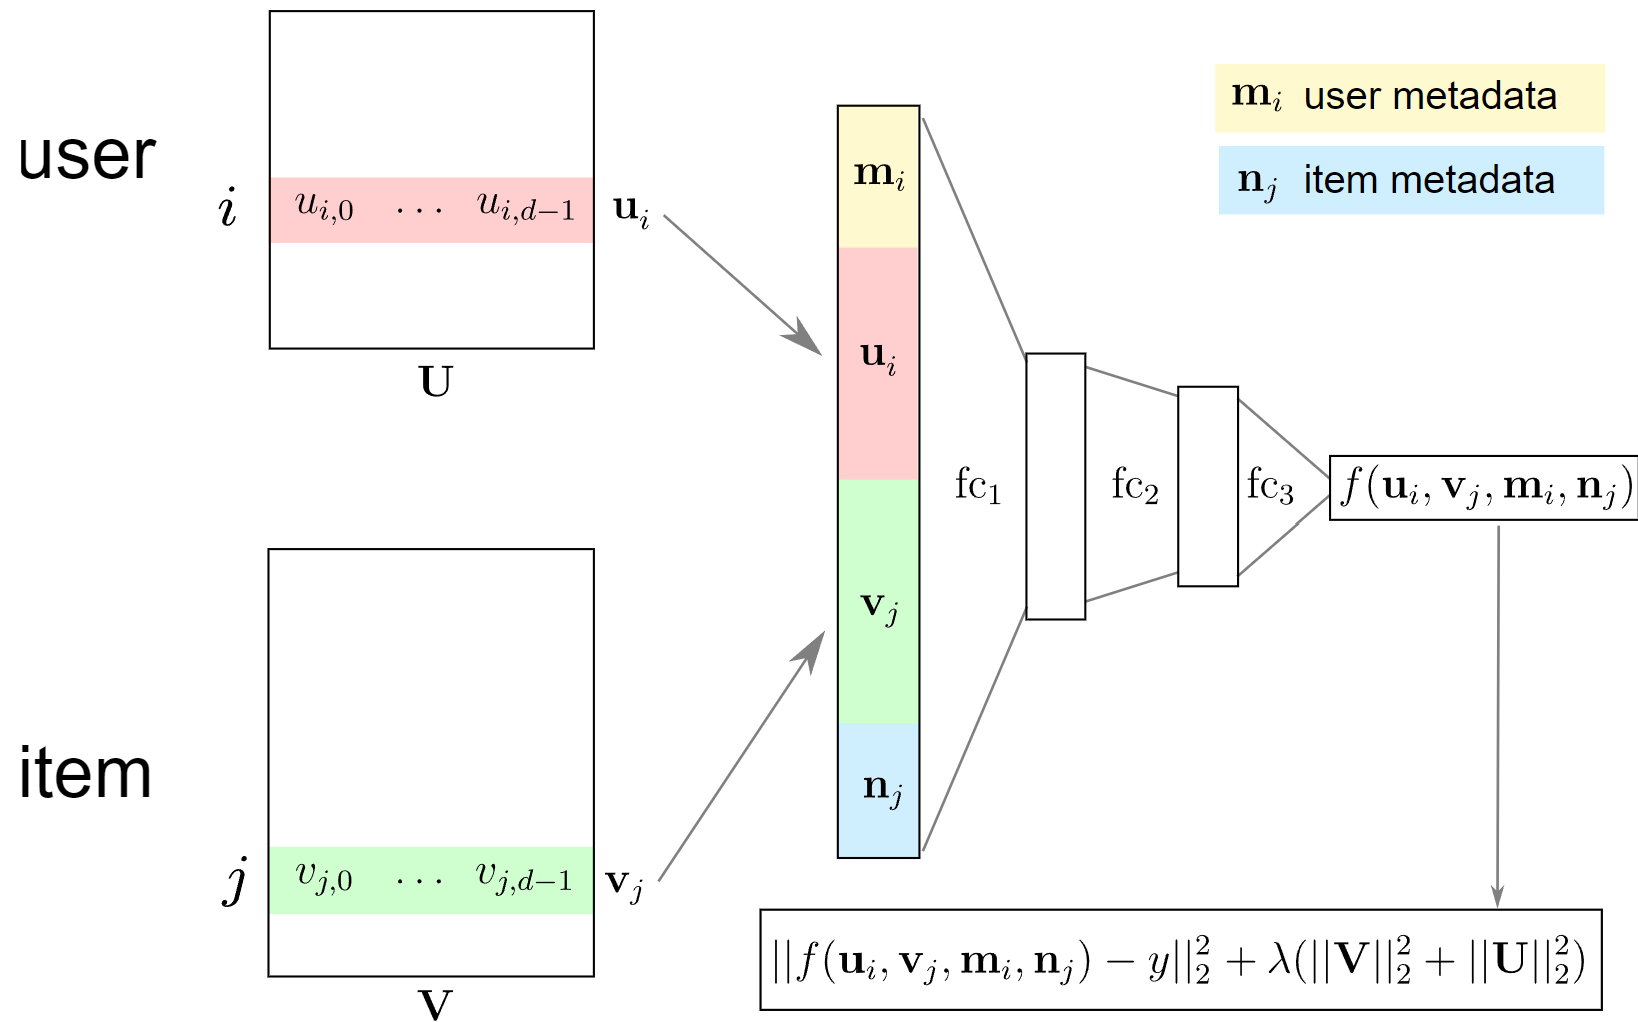 user
i
u_{i,0} ... u_{i,d−1}
u_i
U
item
j
v_{j,0} ... v_{j,d−1}
v_j
V
m_i
u_i
v_j
n_j
fc_1
fc_2
fc_3
f(u_i, v_j, m_i, n_j)
m_i user metadata
n_j item metadata
||f(u_i, v_j, m_i, n_j) − y||_2^2 + λ(||V||_2^2 + ||U||_2^2)